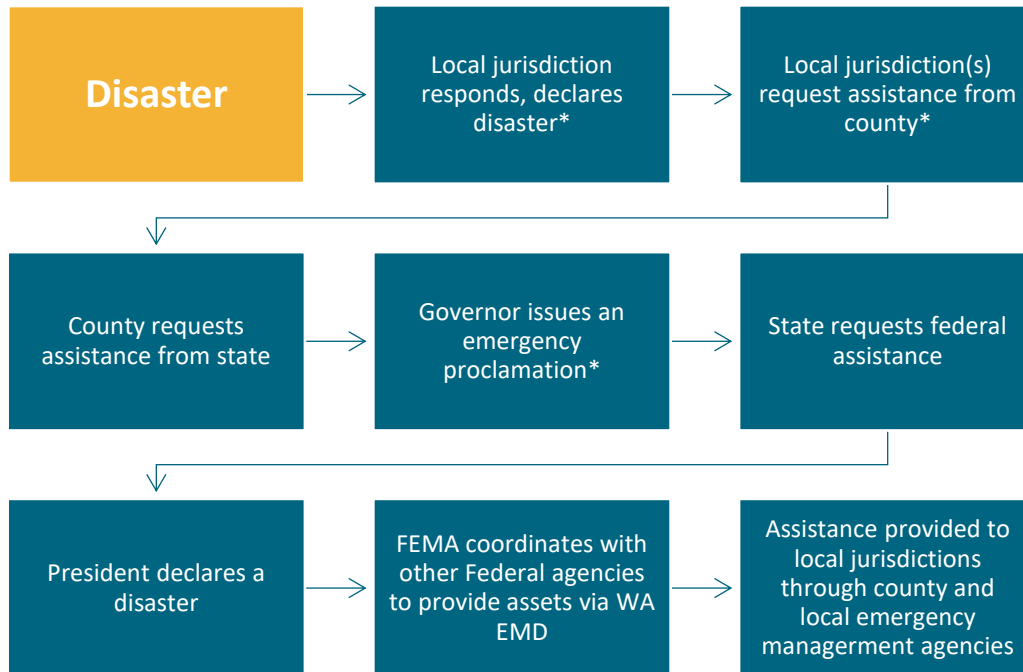 Disaster
Local jurisdiction
responds, declares
disaster*
Local jurisdiction(s)
request assistance from
county*
County requests
assistance from state
Governor issues an
emergency
proclamation*
State requests federal
assistance
President declares a
disaster
FEMA coordinates with
other Federal agencies
to provide assets via WA
EMD
Assistance provided to
local jurisdictions
through county and
local emergency
managerment agencies